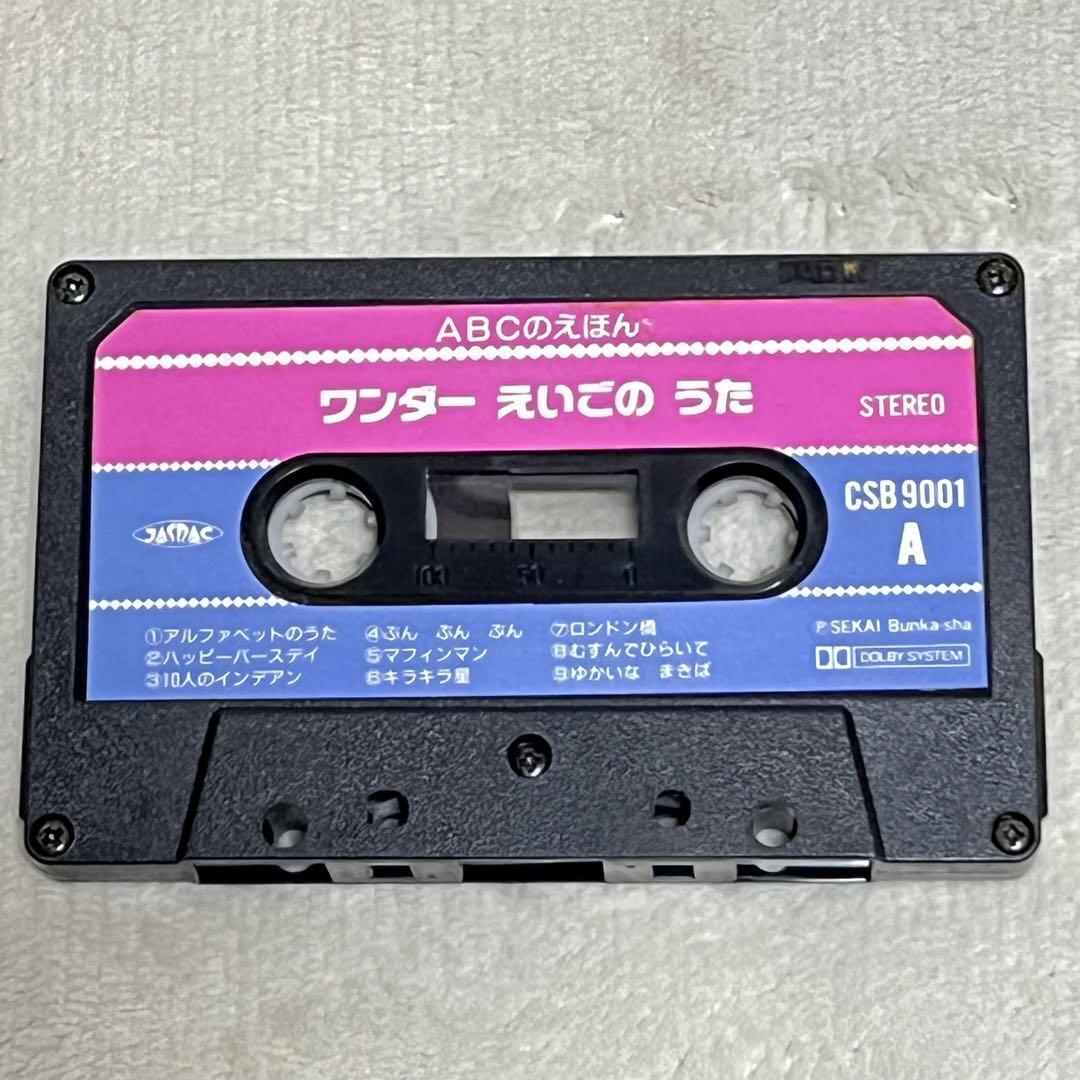 ABCのえほん
ワンダー えいごの うた
STEREO
CSB 9001
A
JASRAC
100 50 1
①アルファベットのうた
②ハッピーバースデイ
③10人のインデアン
④ぶん ぶん ぶん
⑤マフィンマン
⑥キラキラ星
⑦ロンドン橋
⑧むすんでひらいて
⑨ゆかいな まきば
ⓅSEKAI Bunka-sha
DOLBY SYSTEM